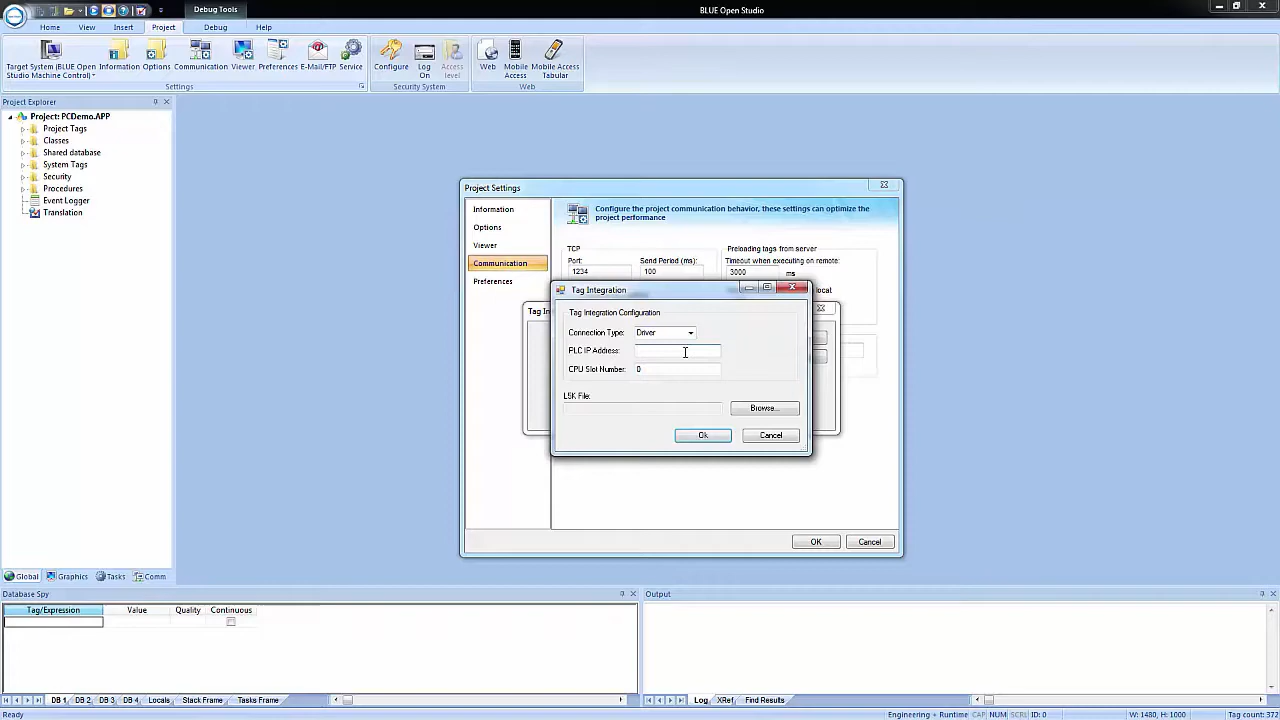 Debug Tools
BLUE Open Studio
Home View Insert Project Debug Help
Target System (BLUE Open Studio Machine Control)
Information
Options
Communication
Viewer
Preferences
E-Mail/FTP
Service
Configure
Log On
Access level
Web
Mobile Access
Mobile Access Tabular
Settings
Security System
Web
Project Explorer
Project: PCDemo.APP
Project Tags
Classes
Shared database
System Tags
Security
Procedures
Event Logger
Translation
Project Settings
Information
Options
Viewer
Communication
Preferences
Configure the project communication behavior, these settings can optimize the
project performance
TCP
Port:
Send Period (ms):
1234
100
Preloading tags from server
Timeout when executing on remote:
3000 ms
local
Tag In
Tag Integration
Tag Integration Configuration
Connection Type: Driver
PLC IP Address:
CPU Slot Number: 0
L5K File:
Browse...
Ok
Cancel
OK
Cancel
Global Graphics Tasks Comm
Database Spy
Tag/Expression Value Quality Continuous
DB 1 DB 2 DB 3 DB 4 Locals Stack Frame Tasks Frame
Output
Log XRef Find Results
Ready
Engineering + Runtime CAP NUM SCRL ID: 0 W: 1480, H: 1000 Tag count: 372